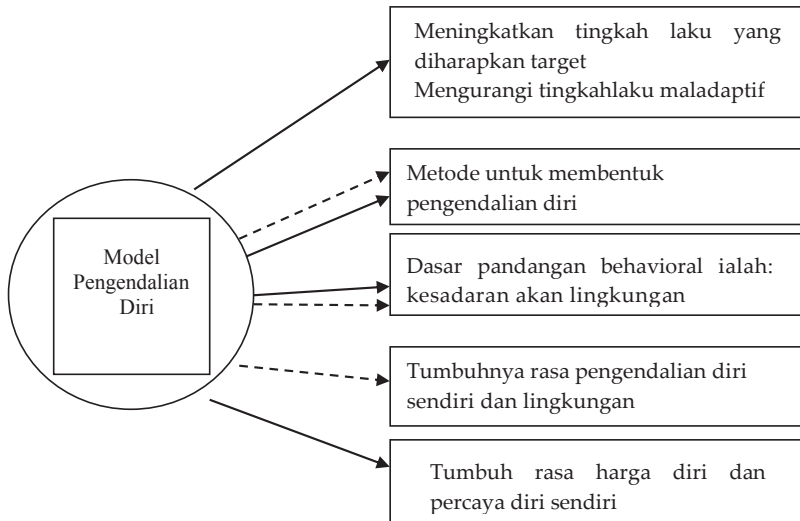 Meningkatkan tingkah laku yang
diharapkan target
Mengurangi tingkahlaku maladaptif
Metode untuk membentuk
pengendalian diri
Model
Pengendalian
Diri
Dasar pandangan behavioral ialah:
kesadaran akan lingkungan
Tumbuhnya rasa pengendalian diri
sendiri dan lingkungan
Tumbuh rasa harga diri dan
percaya diri sendiri